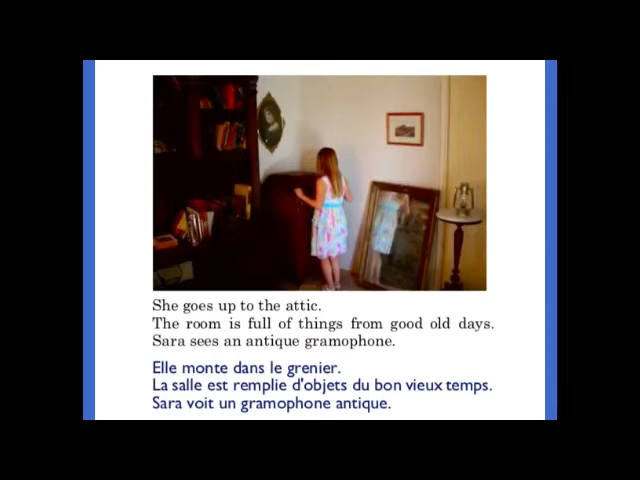 She goes up to the attic.
The room is full of things from good old days.
Sara sees an antique gramophone.
Elle monte dans le grenier.
La salle est remplie d'objets du bon vieux temps.
Sara voit un gramophone antique.